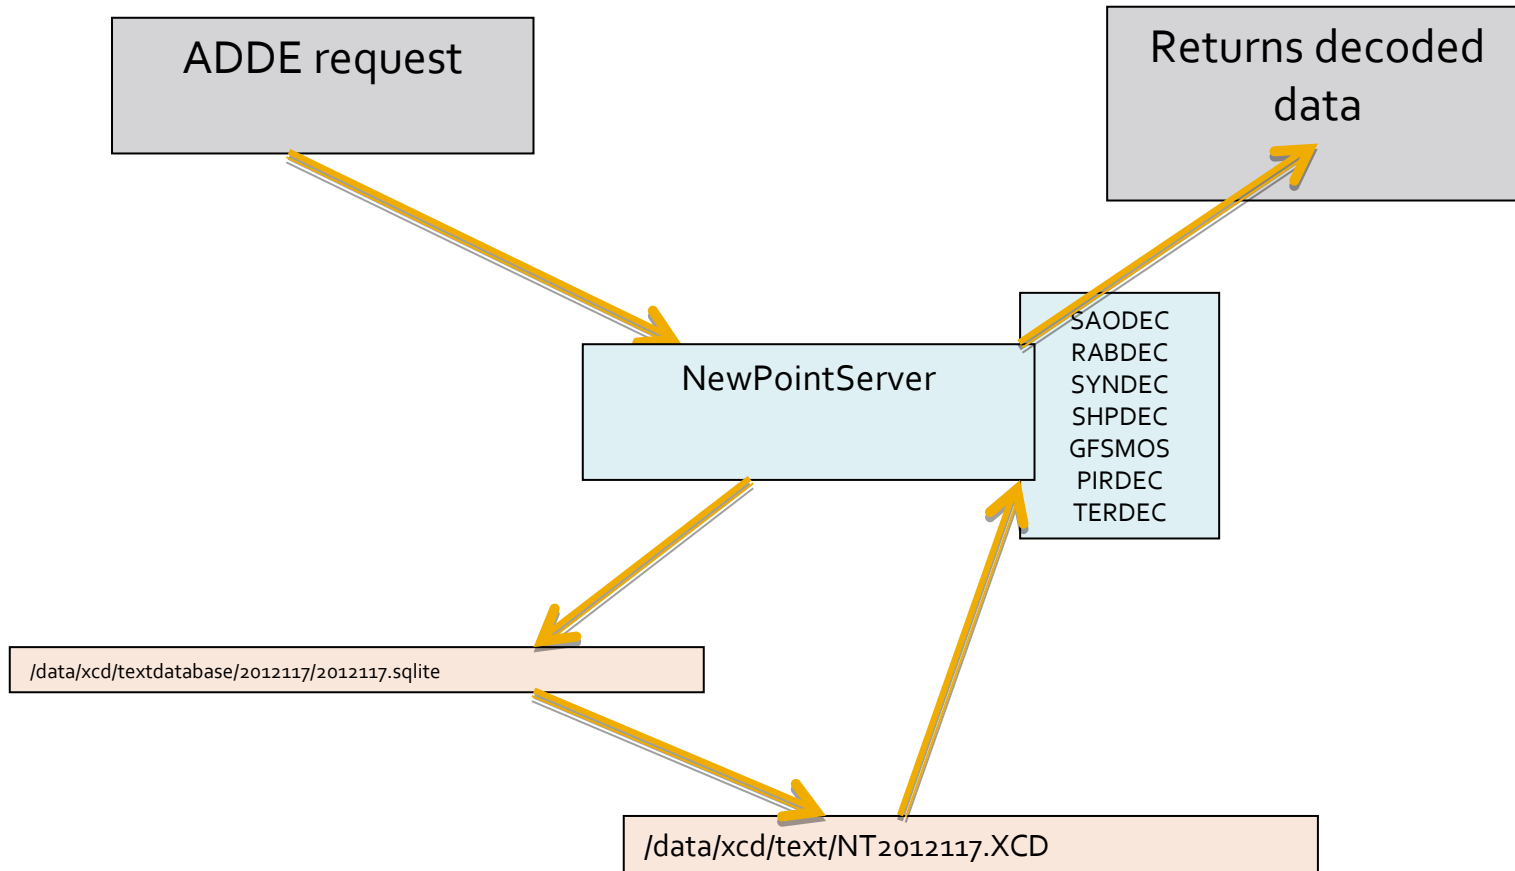 ADDE request
Returns decoded
data
NewPointServer
SAODEC
RABDEC
SYNDEC
SHPDEC
GFSMOS
PIRDEC
TERDEC
/data/xcd/textdatabase/2012117/2012117.sqlite
/data/xcd/text/NT2012117.XCD